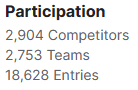 Participation
2,904 Competitors
2,753 Teams
18,628 Entries